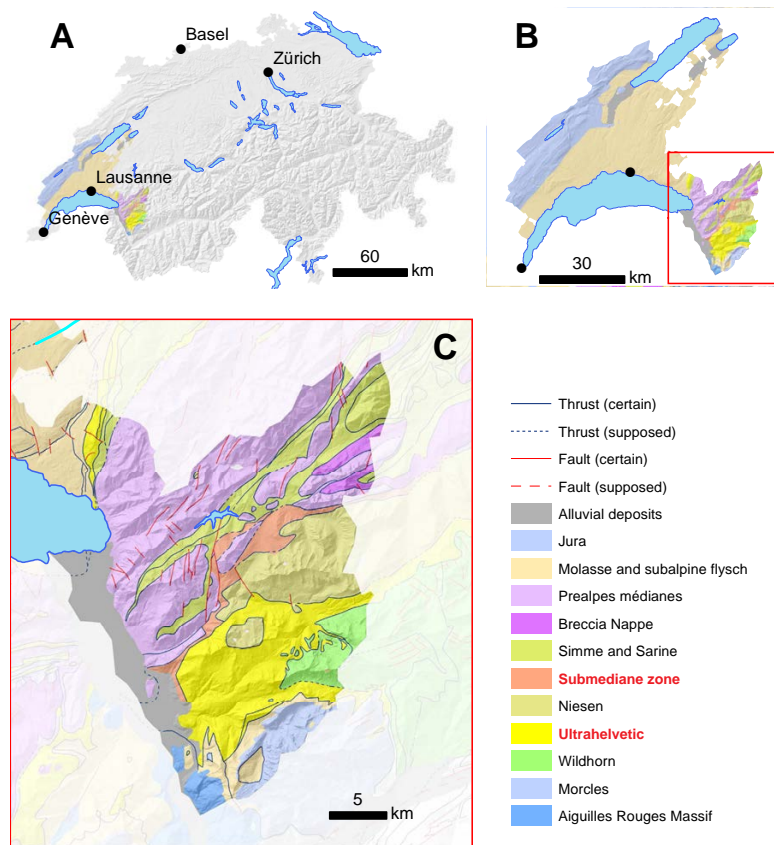 A
Basel
Zürich
Lausanne
Genève
60
km
B
30
km
C
5
km
Thrust (certain)
Thrust (supposed)
Fault (certain)
Fault (supposed)
Alluvial deposits
Jura
Molasse and subalpine flysch
Prealpes médianes
Breccia Nappe
Simme and Sarine
Submediane zone
Niesen
Ultrahelvetic
Wildhorn
Morcles
Aiguilles Rouges Massif